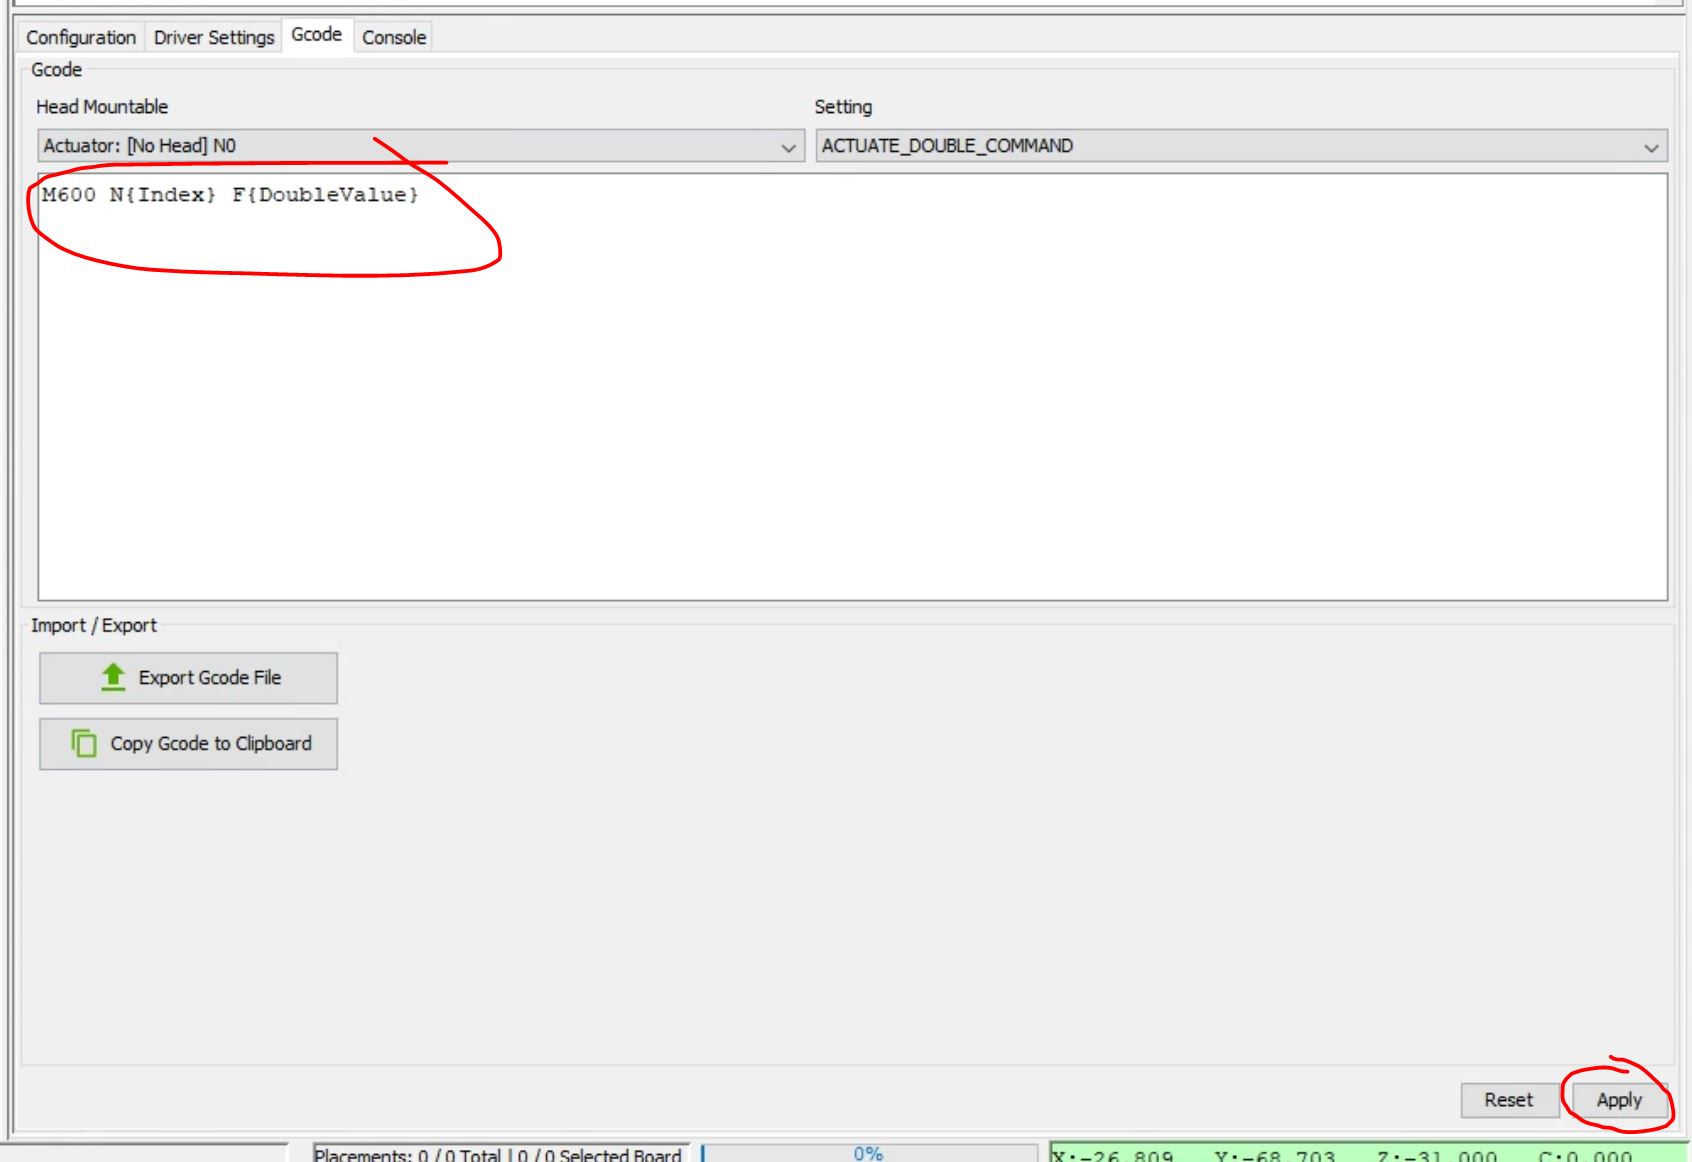 Configuration Driver Settings Gcode Console
Gcode
Head Mountable Setting
Actuator: [No Head] N0 ACTUATE_DOUBLE_COMMAND
M600 N{Index} F{DoubleValue}
Import / Export
Export Gcode File
Copy Gcode to Clipboard
Reset Apply
Placements: 0 / 0 Total | 0 / 0 Selected Board 0% X:-26.809 Y:-68.703 Z:-31.000 C:0.000